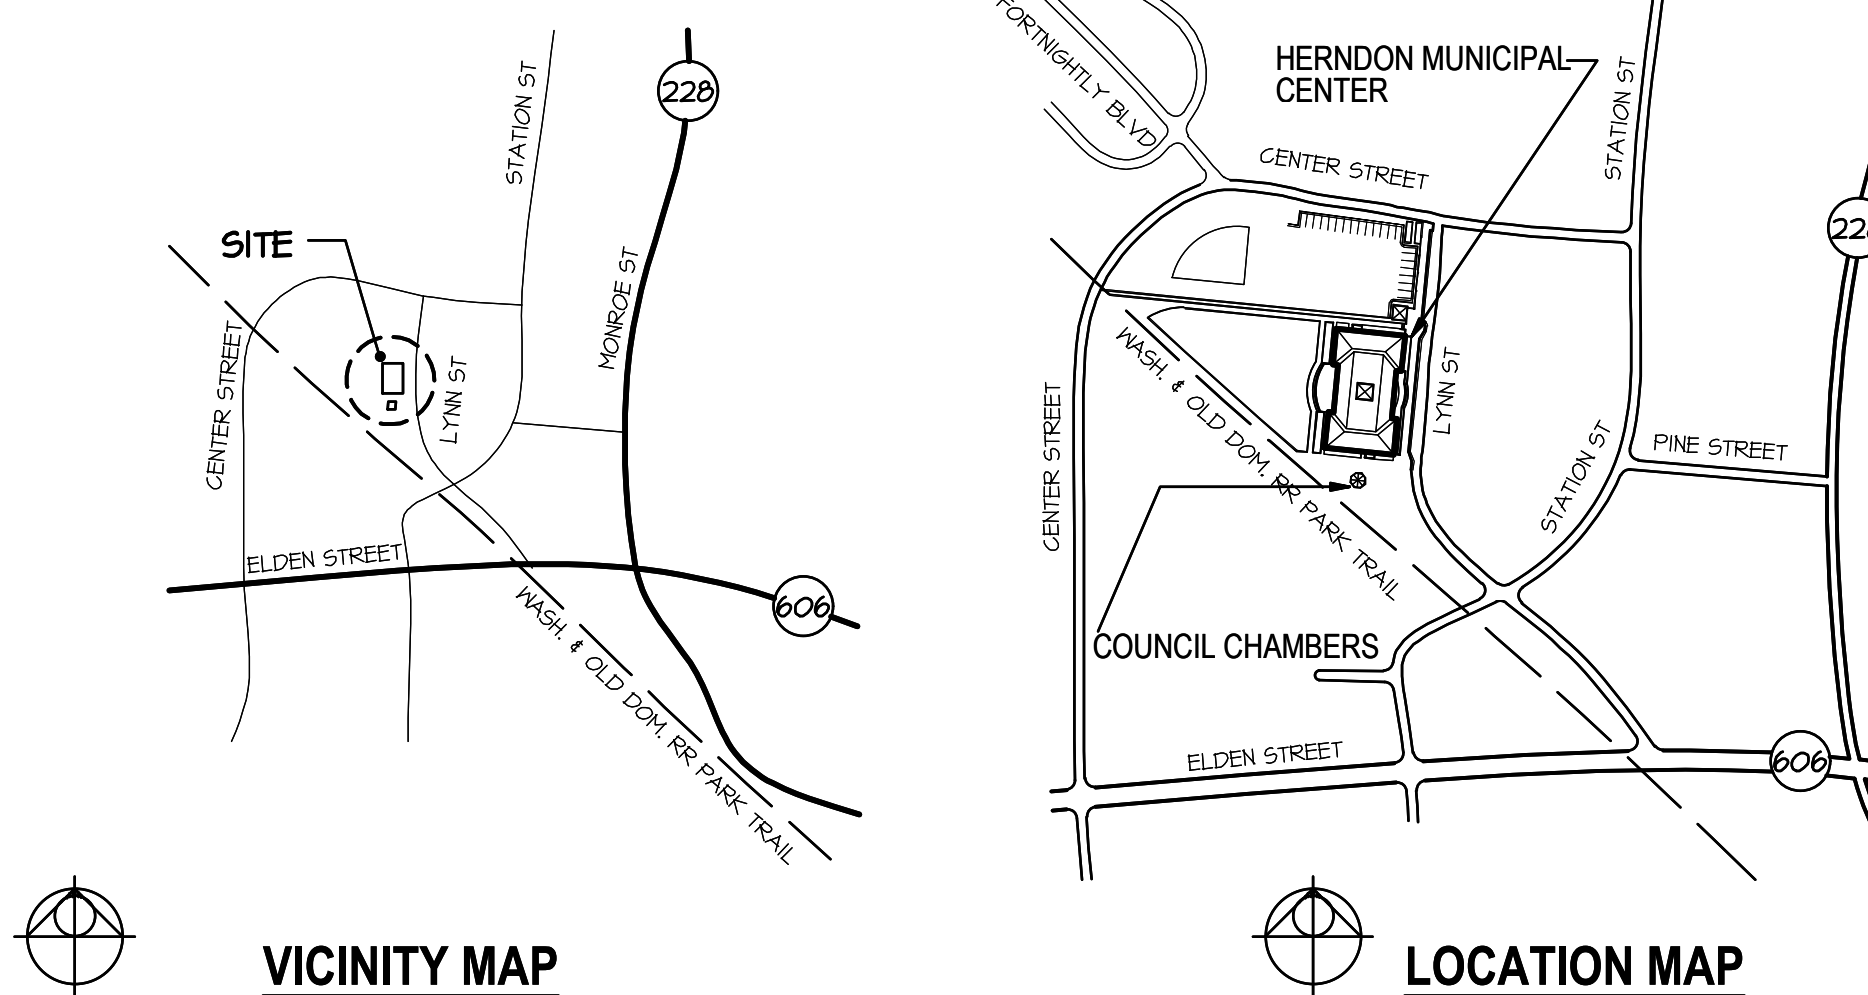 STATION ST
228
SITE
MONROE ST
CENTER STREET
LYNN ST
ELDEN STREET
606
WASH. & OLD DOM. RR PARK TRAIL
VICINITY MAP
FORTNIGHTLY BLVD
HERNDON MUNICIPAL
CENTER
STATION ST
CENTER STREET
WASH. & OLD DOM. RR PARK TRAIL
LYNN ST
CENTER STREET
STATION ST
PINE STREET
COUNCIL CHAMBERS
ELDEN STREET
606
LOCATION MAP